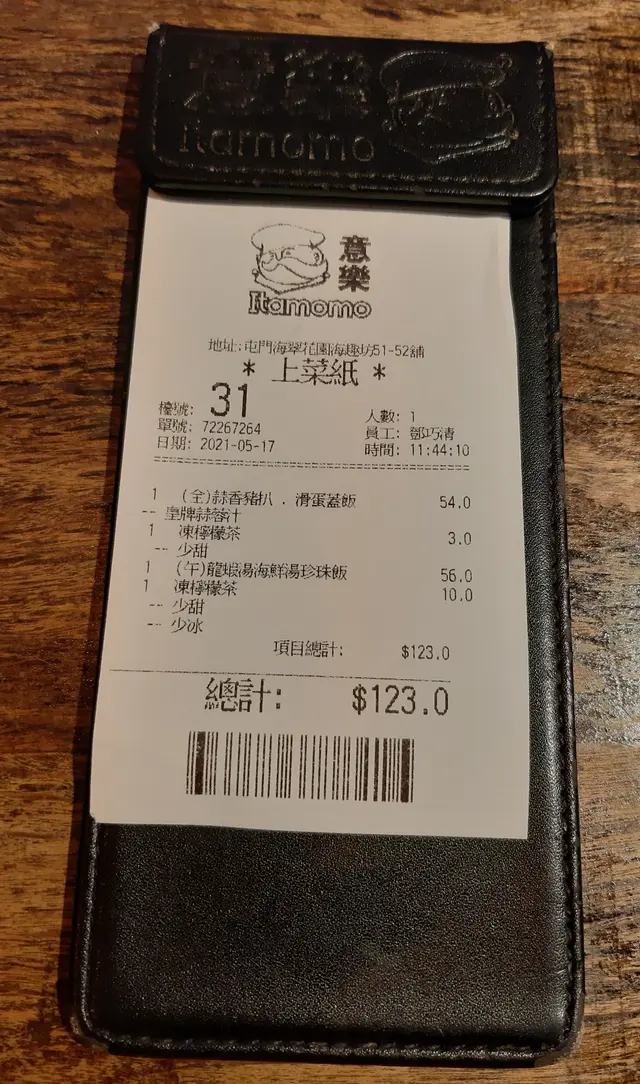 Itamomo
意樂
Itamomo
地址:屯門海翠花園海趣坊51-52舖
* 上菜紙 *
檯號: 31
人數: 1
單號: 72267264
員工: 鄧巧清
日期: 2021-05-17
時間: 11:44:10
1 (全)蒜香豬扒 . 滑蛋蓋飯 54.0
-- 皇牌蒜蓉汁
1 凍檸檬茶 3.0
-- 少甜
1 (午)龍蝦湯海鮮湯珍珠飯 56.0
1 凍檸檬茶 10.0
-- 少甜
-- 少冰
項目總計: $123.0
總計: $123.0